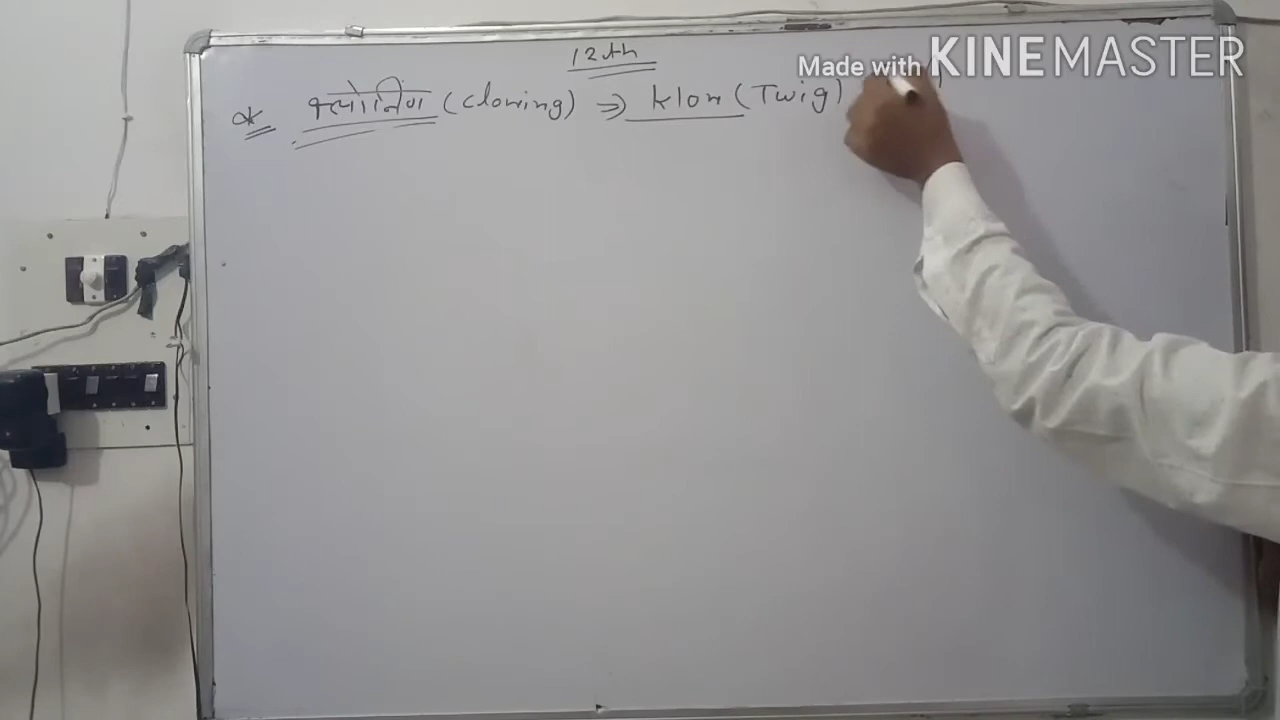 12th
Made with KINEMASTER
* क्लोनिंग (Cloning) ⇒ Klon (Twig)